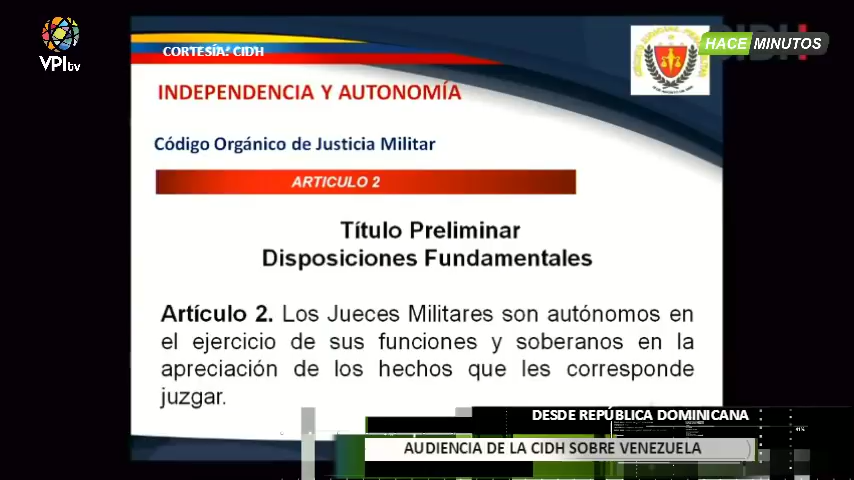 VPItv
CORTESÍA: CIDH
HACE MINUTOS
INDEPENDENCIA Y AUTONOMÍA
Código Orgánico de Justicia Militar
ARTICULO 2
Título Preliminar
Disposiciones Fundamentales
Artículo 2. Los Jueces Militares son autónomos en
el ejercicio de sus funciones y soberanos en la
apreciación de los hechos que les corresponde
juzgar.
DESDE REPÚBLICA DOMINICANA
AUDIENCIA DE LA CIDH SOBRE VENEZUELA